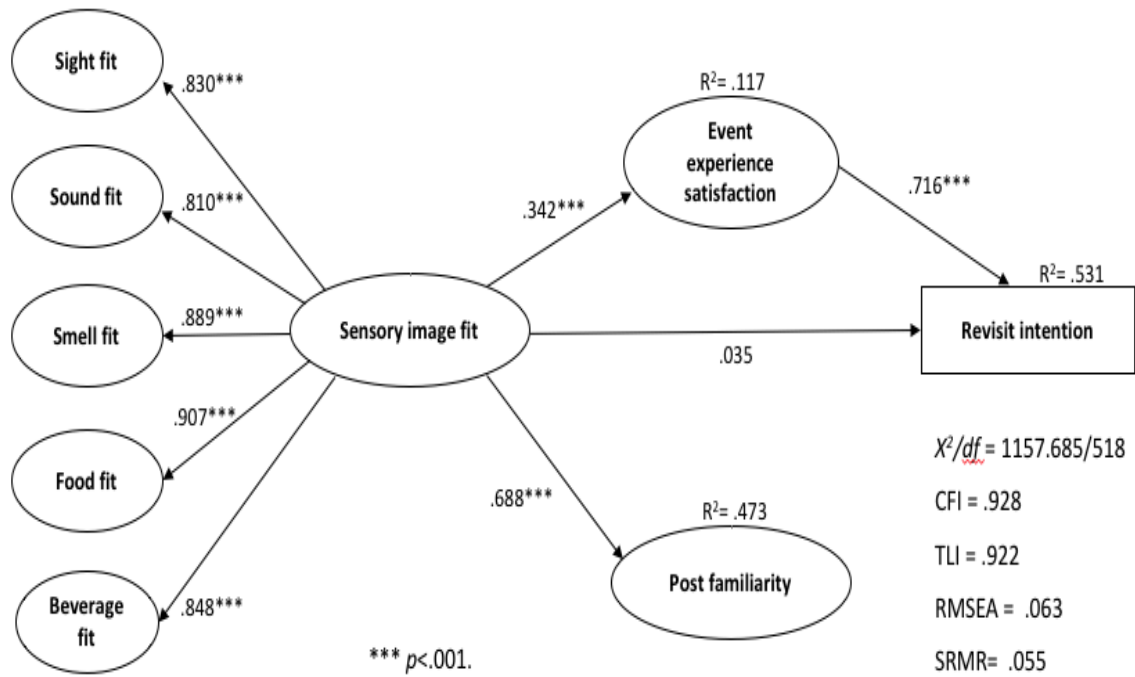 Sight fit
.830***
R²= .117
Event
experience
satisfaction
Sound fit
.810***
.342***
.716***
R²= .531
Smell fit
.889***
Sensory image fit
.035
Revisit intention
.907***
Food fit
X²/df = 1157.685/518
.688***
R²= .473
CFI = .928
TLI = .922
Post familiarity
Beverage
fit
.848***
RMSEA = .063
*** p<.001.
SRMR= .055